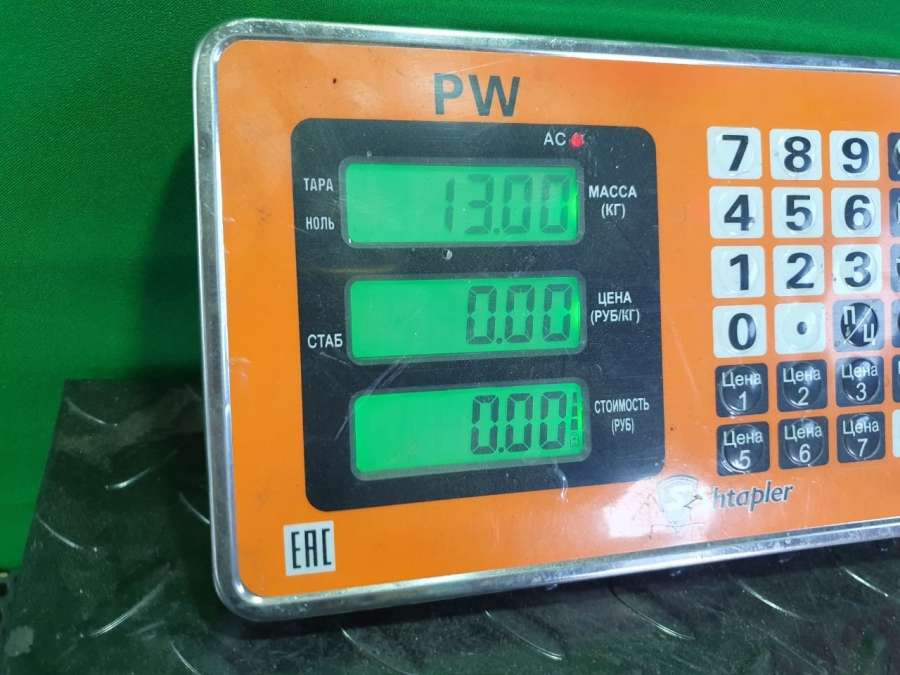 PW
AC
ТАРА
НОЛЬ
13.00
МАССА
(КГ)
СТАБ
0.00
ЦЕНА
(РУБ/КГ)
0.00
СТОИМОСТЬ
(РУБ)
7 8 9
4 5 6
1 2 3
0 . П/Ц
Цена 1 Цена 2 Цена 3
Цена 5 Цена 6 Цена 7
htapler
EAC